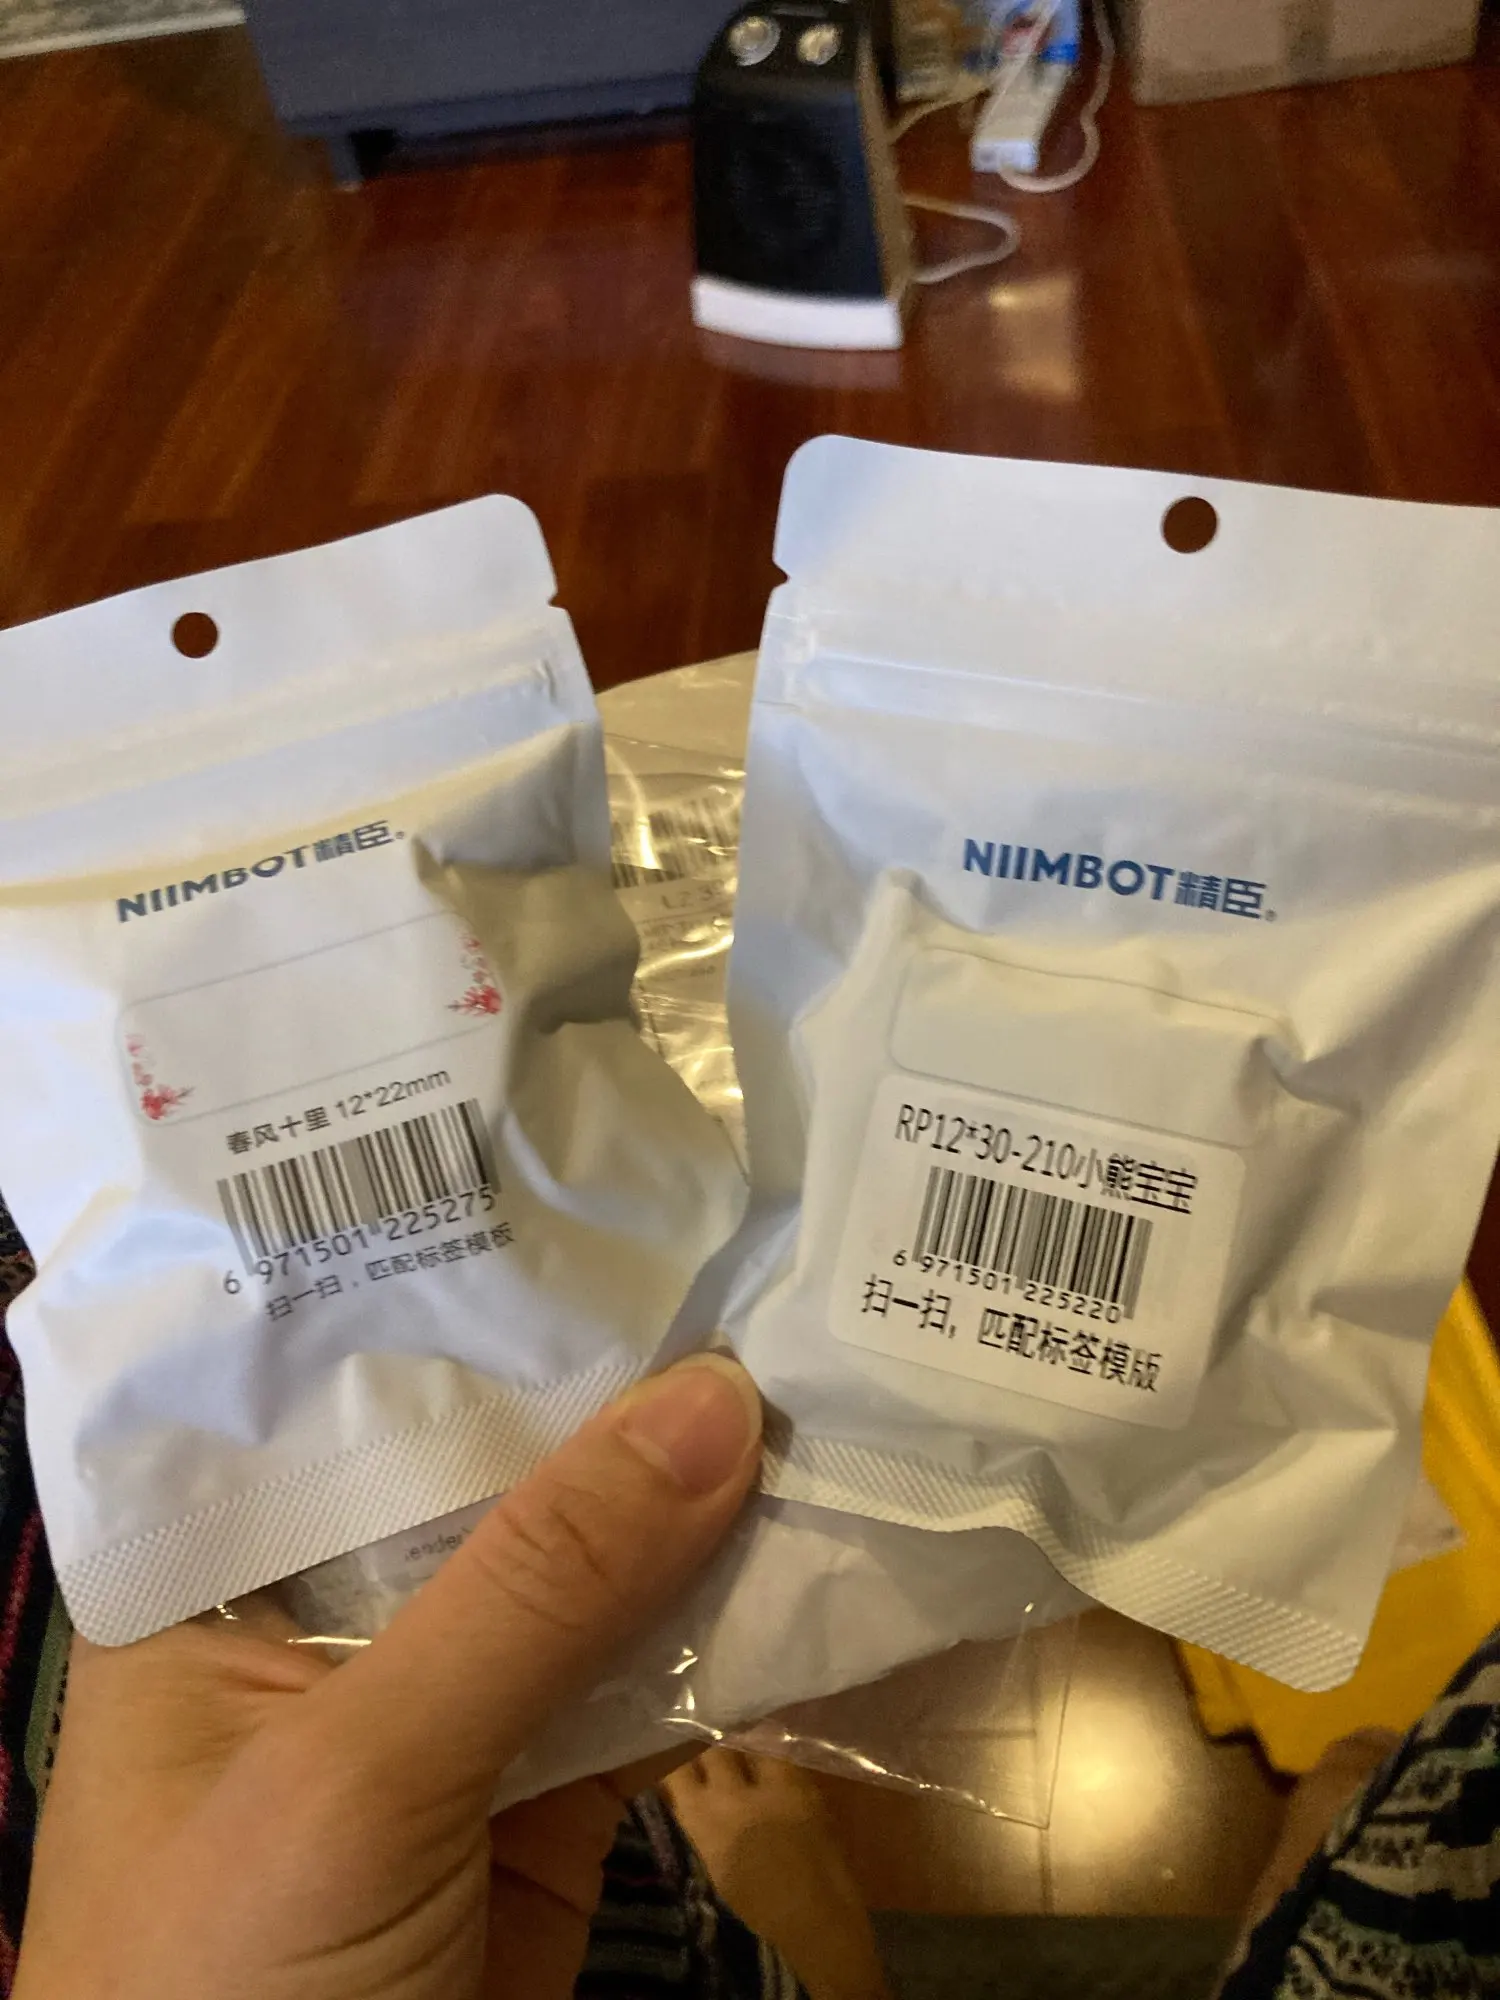 NIIMBOT精臣®
春风十里 12*22mm
6 971501 225275
扫一扫，匹配标签模板
NIIMBOT精臣®
RP12*30-210小熊宝宝
6 971501 225220
扫一扫，匹配标签模版